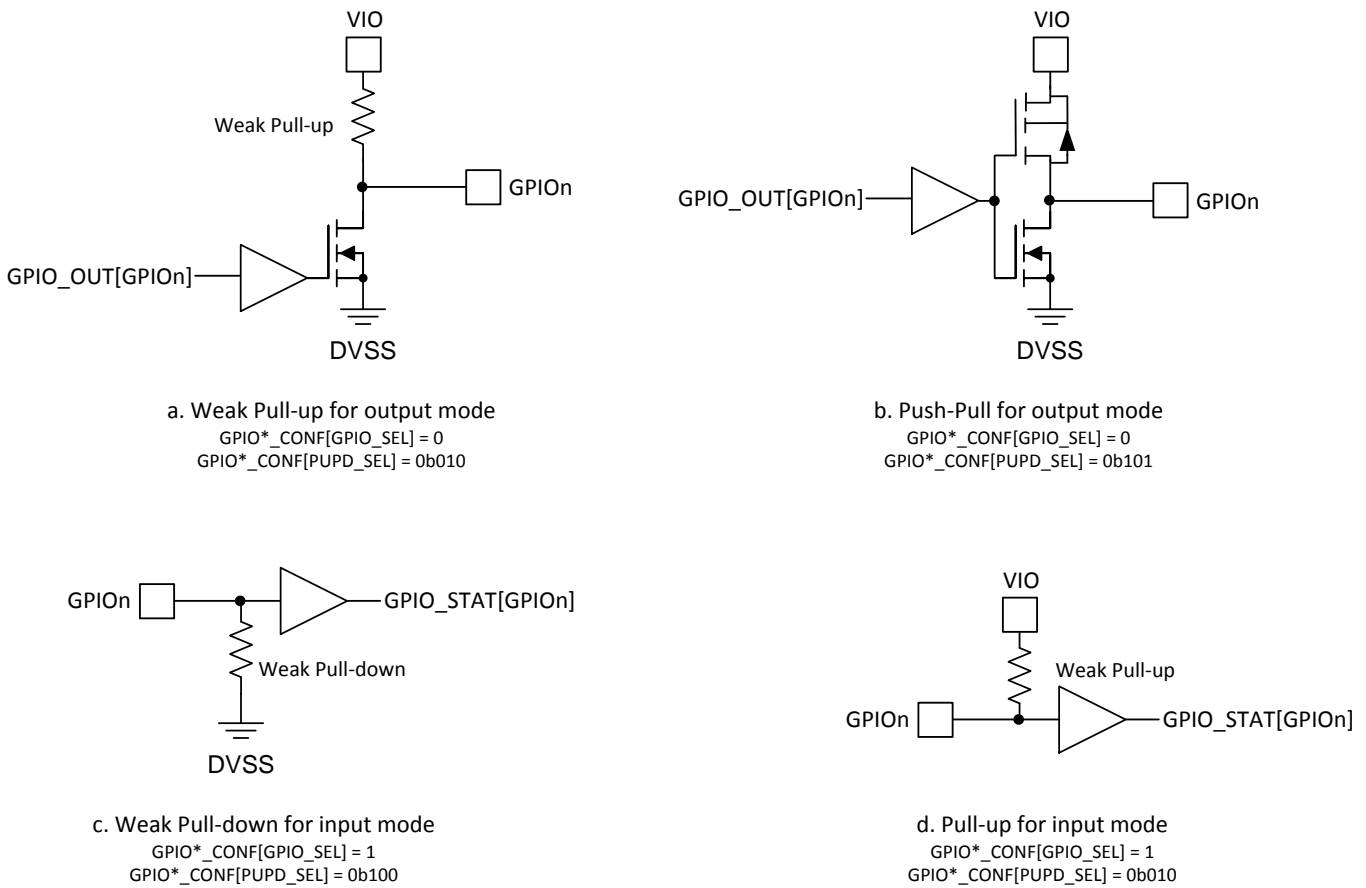 VIO
Weak Pull-up
GPIOn
GPIO_OUT[GPIOn]
DVSS
a. Weak Pull-up for output mode
GPIO*_CONF[GPIO_SEL] = 0
GPIO*_CONF[PUPD_SEL] = 0b010
VIO
GPIO_OUT[GPIOn]
GPIOn
DVSS
b. Push-Pull for output mode
GPIO*_CONF[GPIO_SEL] = 0
GPIO*_CONF[PUPD_SEL] = 0b101
GPIOn
GPIO_STAT[GPIOn]
Weak Pull-down
DVSS
c. Weak Pull-down for input mode
GPIO*_CONF[GPIO_SEL] = 1
GPIO*_CONF[PUPD_SEL] = 0b100
VIO
Weak Pull-up
GPIOn
GPIO_STAT[GPIOn]
d. Pull-up for input mode
GPIO*_CONF[GPIO_SEL] = 1
GPIO*_CONF[PUPD_SEL] = 0b010